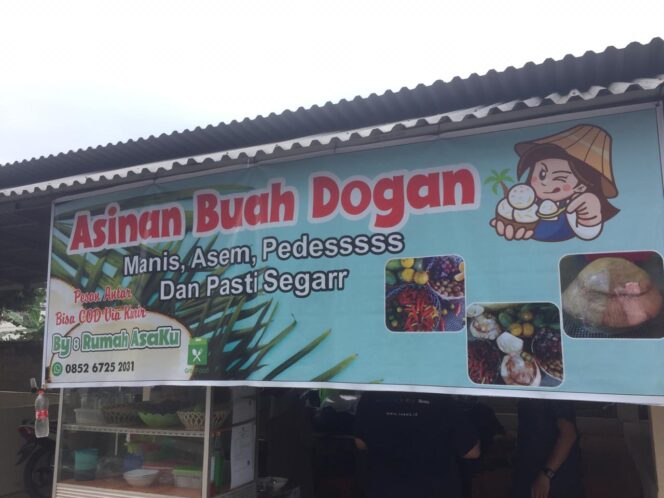 Asinan Buah Dogan
Manis, Asem, Pedesssss
Dan Pasti Segarr
Pesan Antar
Bisa COD Via Kirir
By : Rumah AsaKu
0852 6725 2031